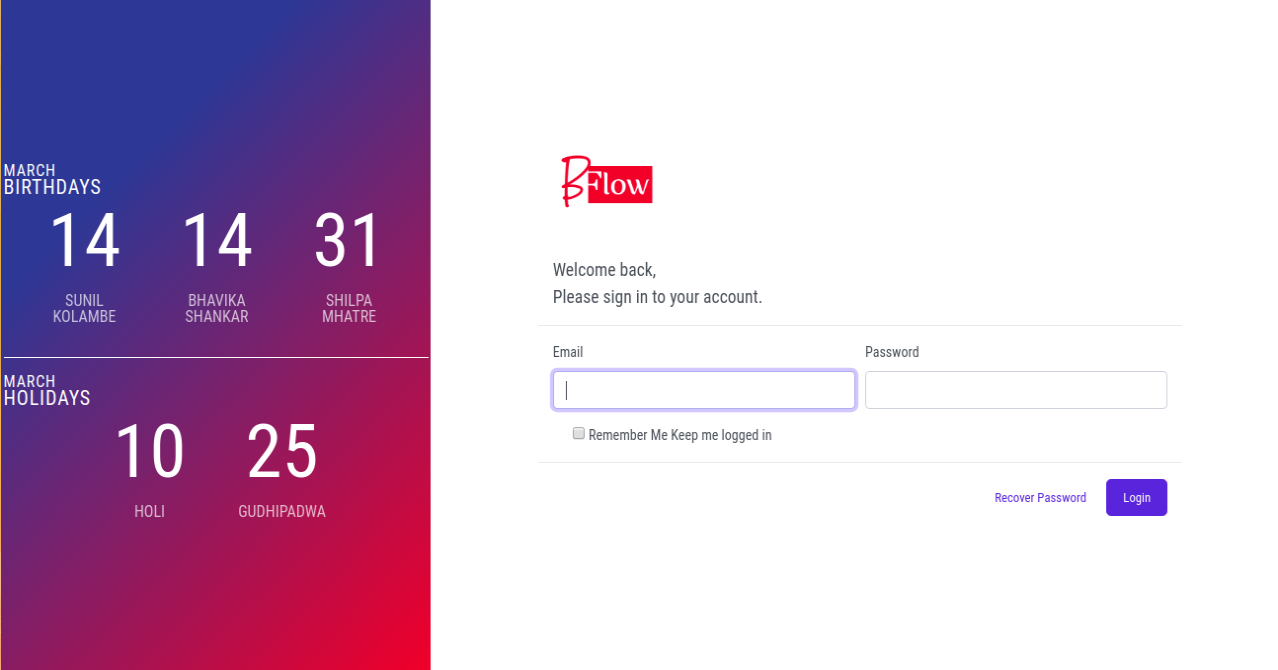 MARCH
BIRTHDAYS
14 14 31
SUNIL BHAVIKA SHILPA
KOLAMBE SHANKAR MHATRE
MARCH
HOLIDAYS
10 25
HOLI GUDHIPADWA
BFlow
Welcome back,
Please sign in to your account.
Email Password
Remember Me Keep me logged in
Recover Password Login